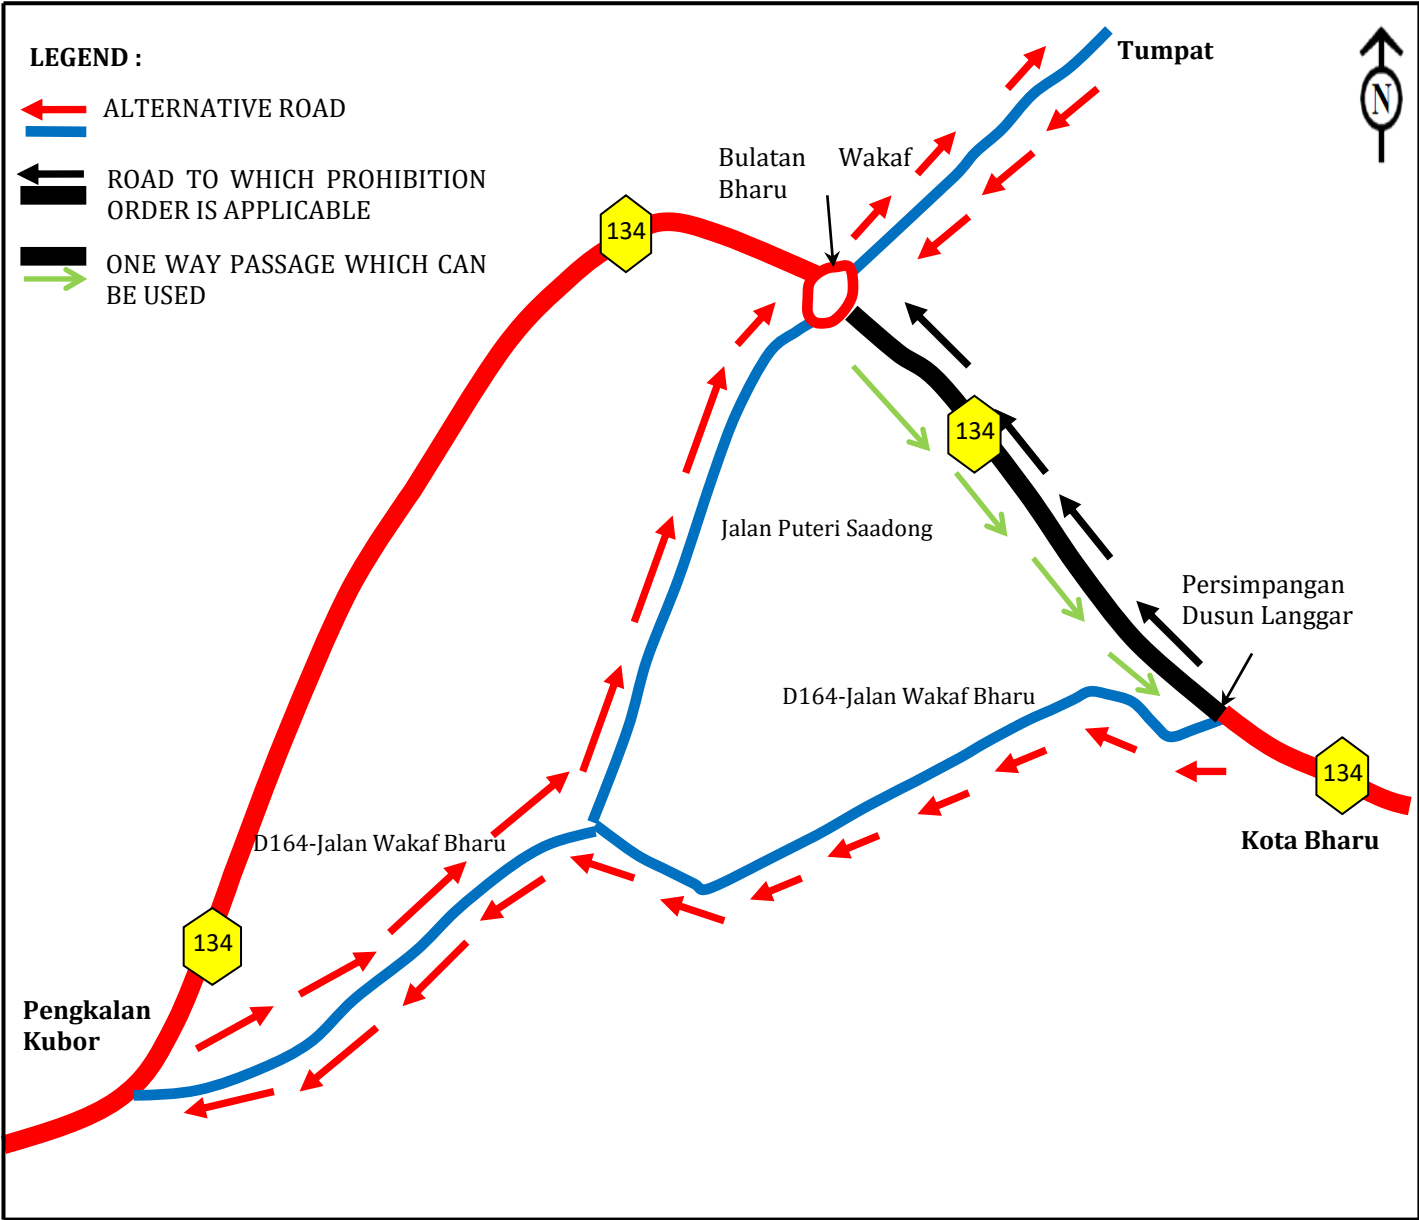 LEGEND :
ALTERNATIVE ROAD
ROAD TO WHICH PROHIBITION
ORDER IS APPLICABLE
ONE WAY PASSAGE WHICH CAN
BE USED
Tumpat
N
Bulatan Wakaf
Bharu
134
134
Jalan Puteri Saadong
Persimpangan
Dusun Langgar
D164-Jalan Wakaf Bharu
134
Kota Bharu
D164-Jalan Wakaf Bharu
134
Pengkalan
Kubor